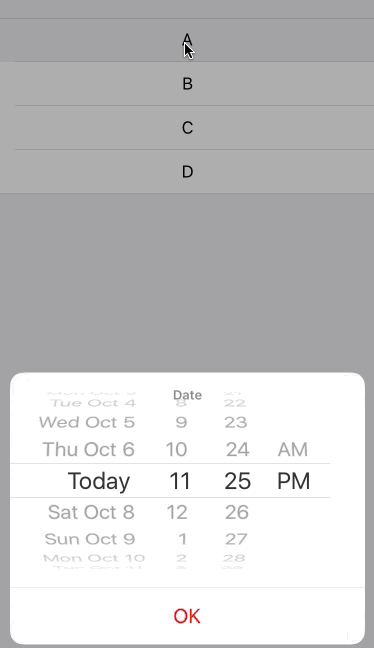 A
B
C
D
Date
Tue Oct 4 8 22
Wed Oct 5 9 23
Thu Oct 6 10 24 AM
Today 11 25 PM
Sat Oct 8 12 26
Sun Oct 9 1 27
Mon Oct 10 2 28
OK